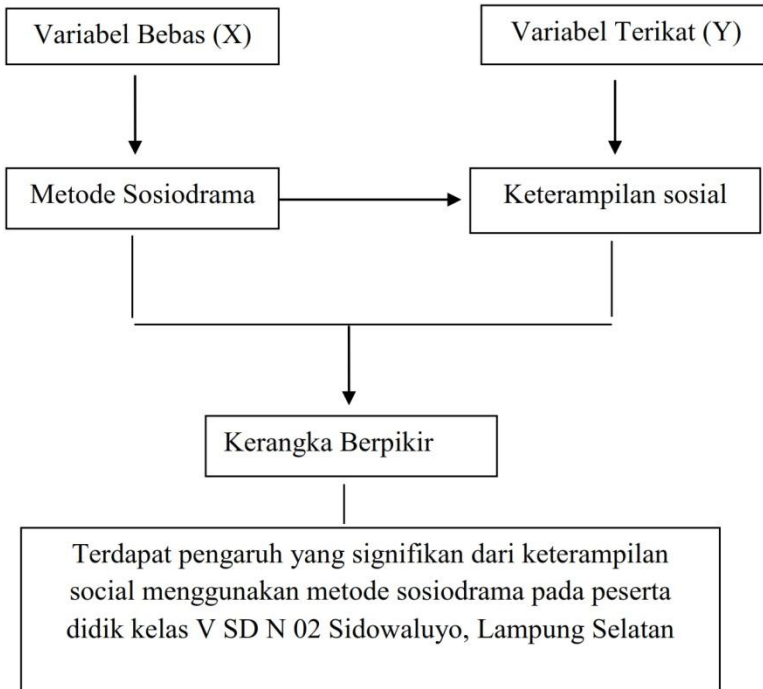 Variabel Bebas (X)
Variabel Terikat (Y)
Metode Sosiodrama
Keterampilan sosial
Kerangka Berpikir
Terdapat pengaruh yang signifikan dari keterampilan
social menggunakan metode sosiodrama pada peserta
didik kelas V SD N 02 Sidowaluyo, Lampung Selatan